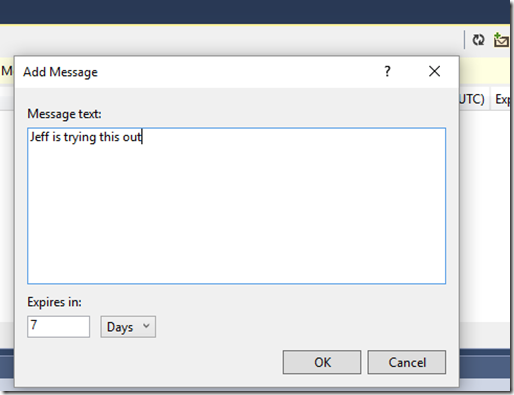 Add Message
?
M
UTC)
Exp
Message text:
Jeff is trying this out
Expires in:
7
Days
OK
Cancel